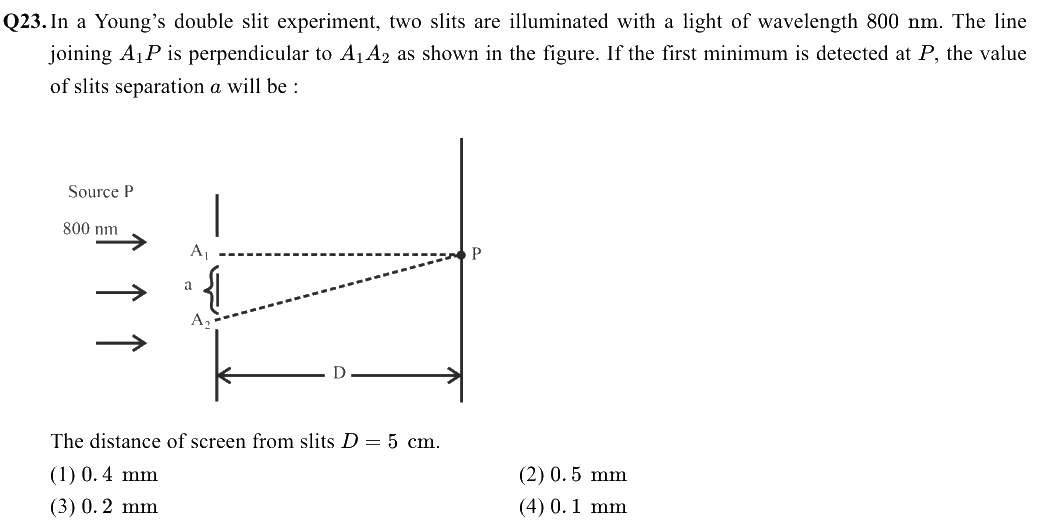 Q23. In a Young's double slit experiment, two slits are illuminated with a light of wavelength 800 nm. The line
joining A₁P is perpendicular to A₁A₂ as shown in the figure. If the first minimum is detected at P, the value
of slits separation a will be :
Source P
800 nm
A₁
P
a
A₂
D
The distance of screen from slits D = 5 cm.
(1) 0. 4 mm
(2) 0. 5 mm
(3) 0. 2 mm
(4) 0. 1 mm